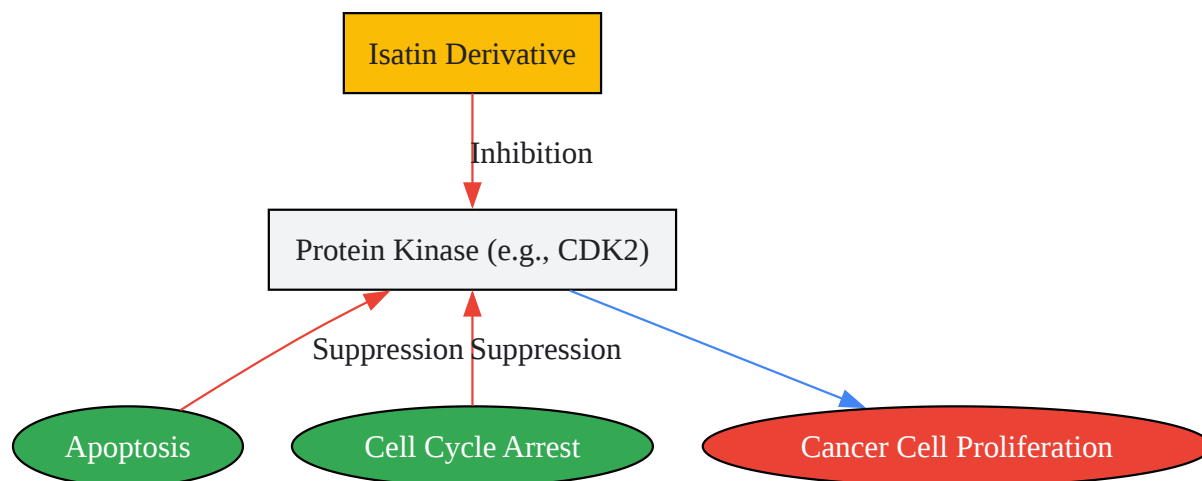 Isatin Derivative
Inhibition
Protein Kinase (e.g., CDK2)
Suppression
Suppression
Apoptosis
Cell Cycle Arrest
Cancer Cell Proliferation